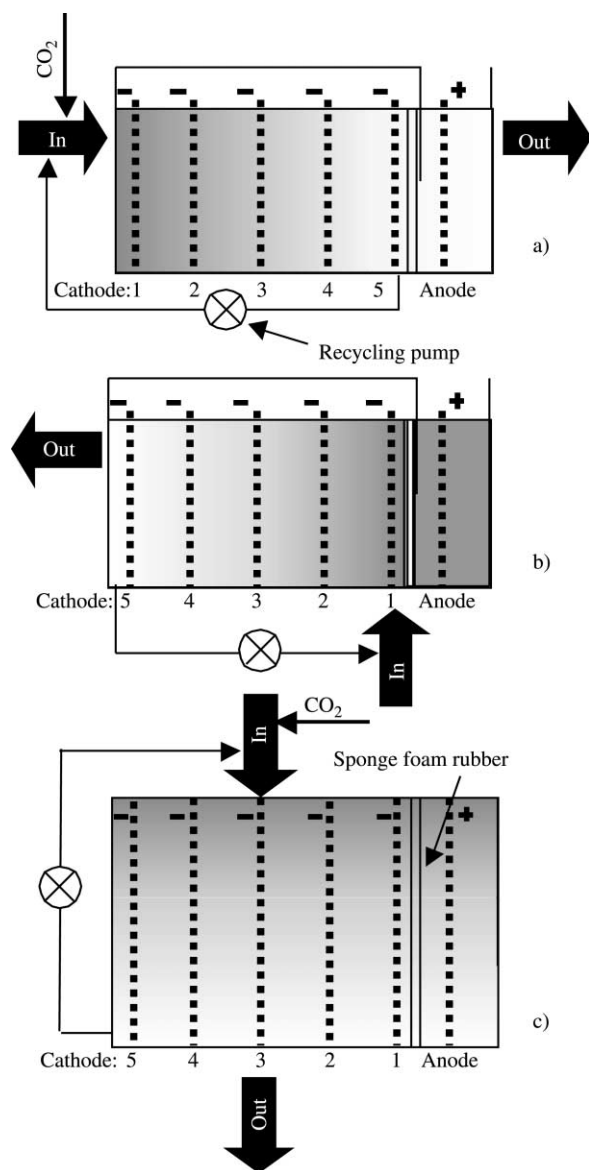 CO2
In
Out
a)
Cathode:1 2 3 4 5 Anode
Recycling pump
Out
b)
Cathode: 5 4 3 2 1 Anode
In
CO2
In
Sponge foam rubber
c)
Cathode: 5 4 3 2 1 Anode
Out